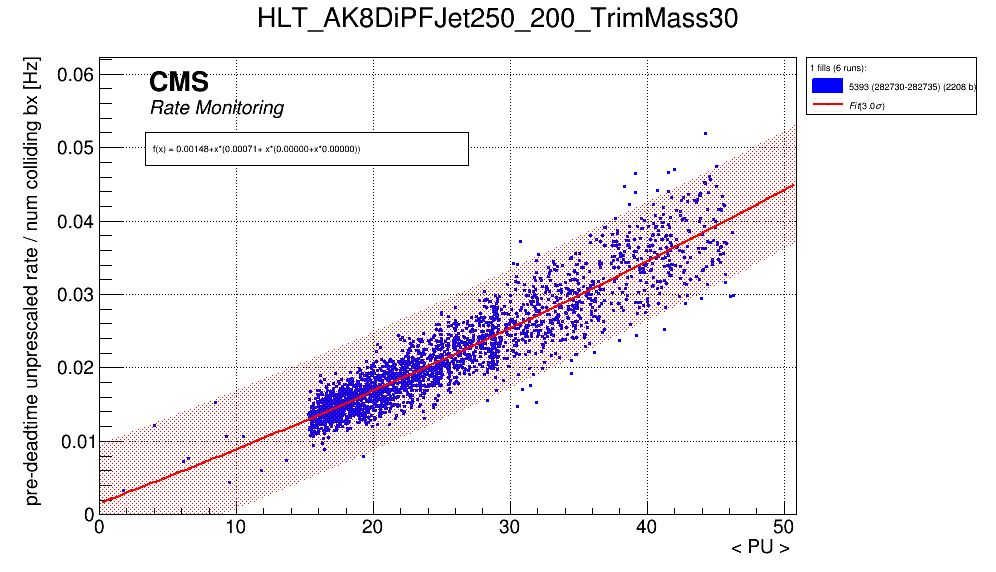 HLT_AK8DiPFJet250_200_TrimMass30
pre-deadtime unprescaled rate / num colliding bx [Hz]
CMS
Rate Monitoring
f(x) = 0.00148+x*(0.00071+ x*(0.00000+x*0.00000))
1 fills (6 runs):
5393 (282730-282735) (2208 b)
Fit(3.0σ)
0.06
0.05
0.04
0.03
0.02
0.01
0
0 10 20 30 40 50
< PU >